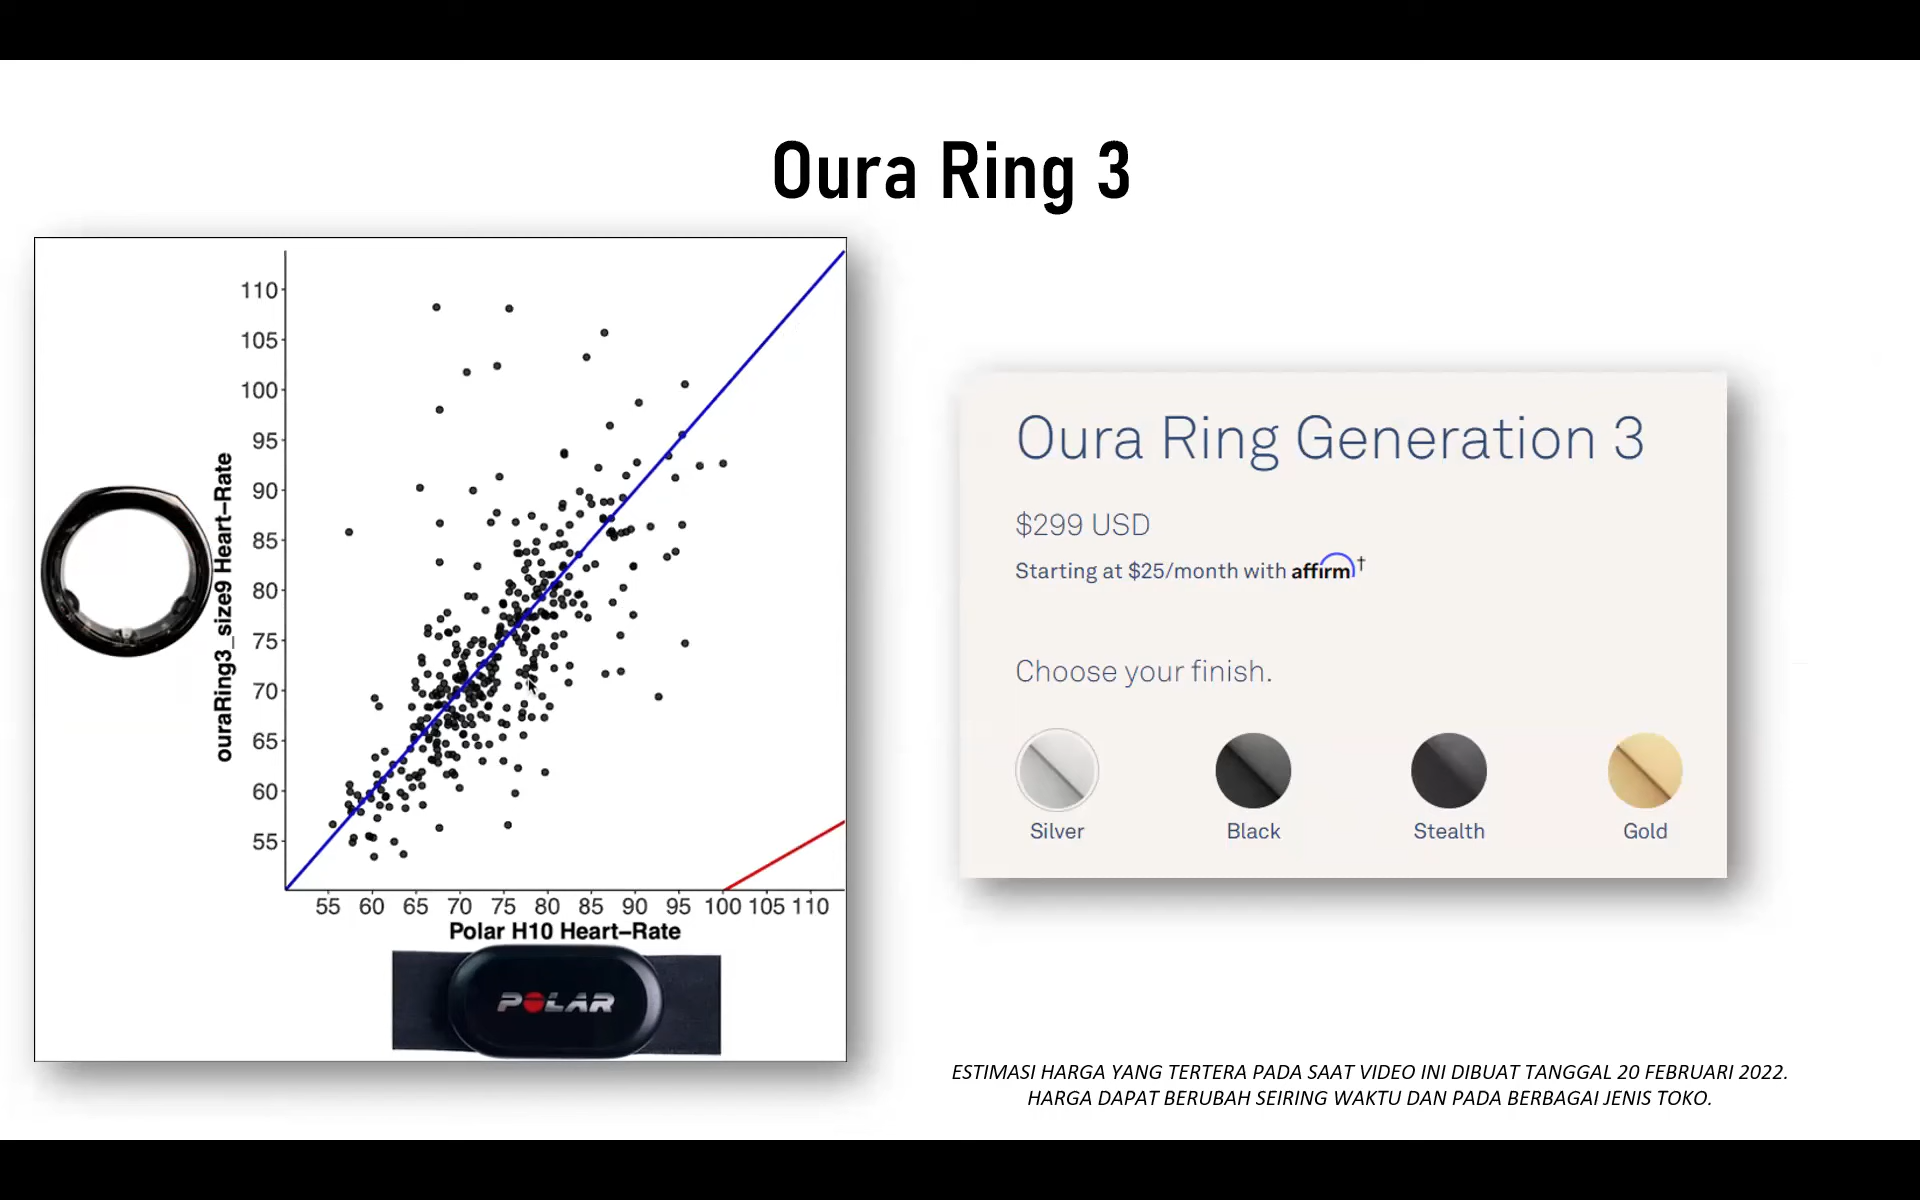 Oura Ring 3
110
105
100
95
90
85
80
75
70
65
60
55
ouraRing3_size9 Heart–Rate
55 60 65 70 75 80 85 90 95 100 105 110
Polar H10 Heart–Rate
POLAR
Oura Ring Generation 3
$299 USD
Starting at $25/month with affirm†
Choose your finish.
Silver Black Stealth Gold
ESTIMASI HARGA YANG TERTERA PADA SAAT VIDEO INI DIBUAT TANGGAL 20 FEBRUARI 2022.
HARGA DAPAT BERUBAH SEIRING WAKTU DAN PADA BERBAGAI JENIS TOKO.